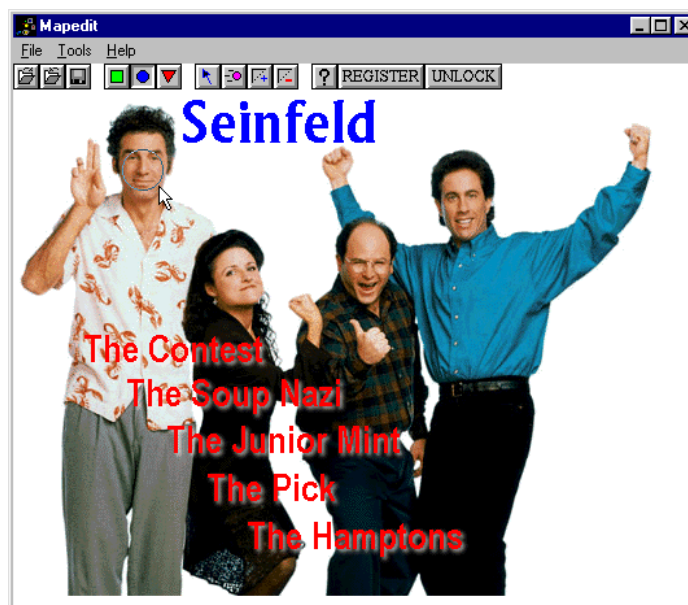 Mapedit
File Tools Help
? REGISTER UNLOCK
Seinfeld
The Contest
The Soup Nazi
The Junior Mint
The Pick
The Hamptons